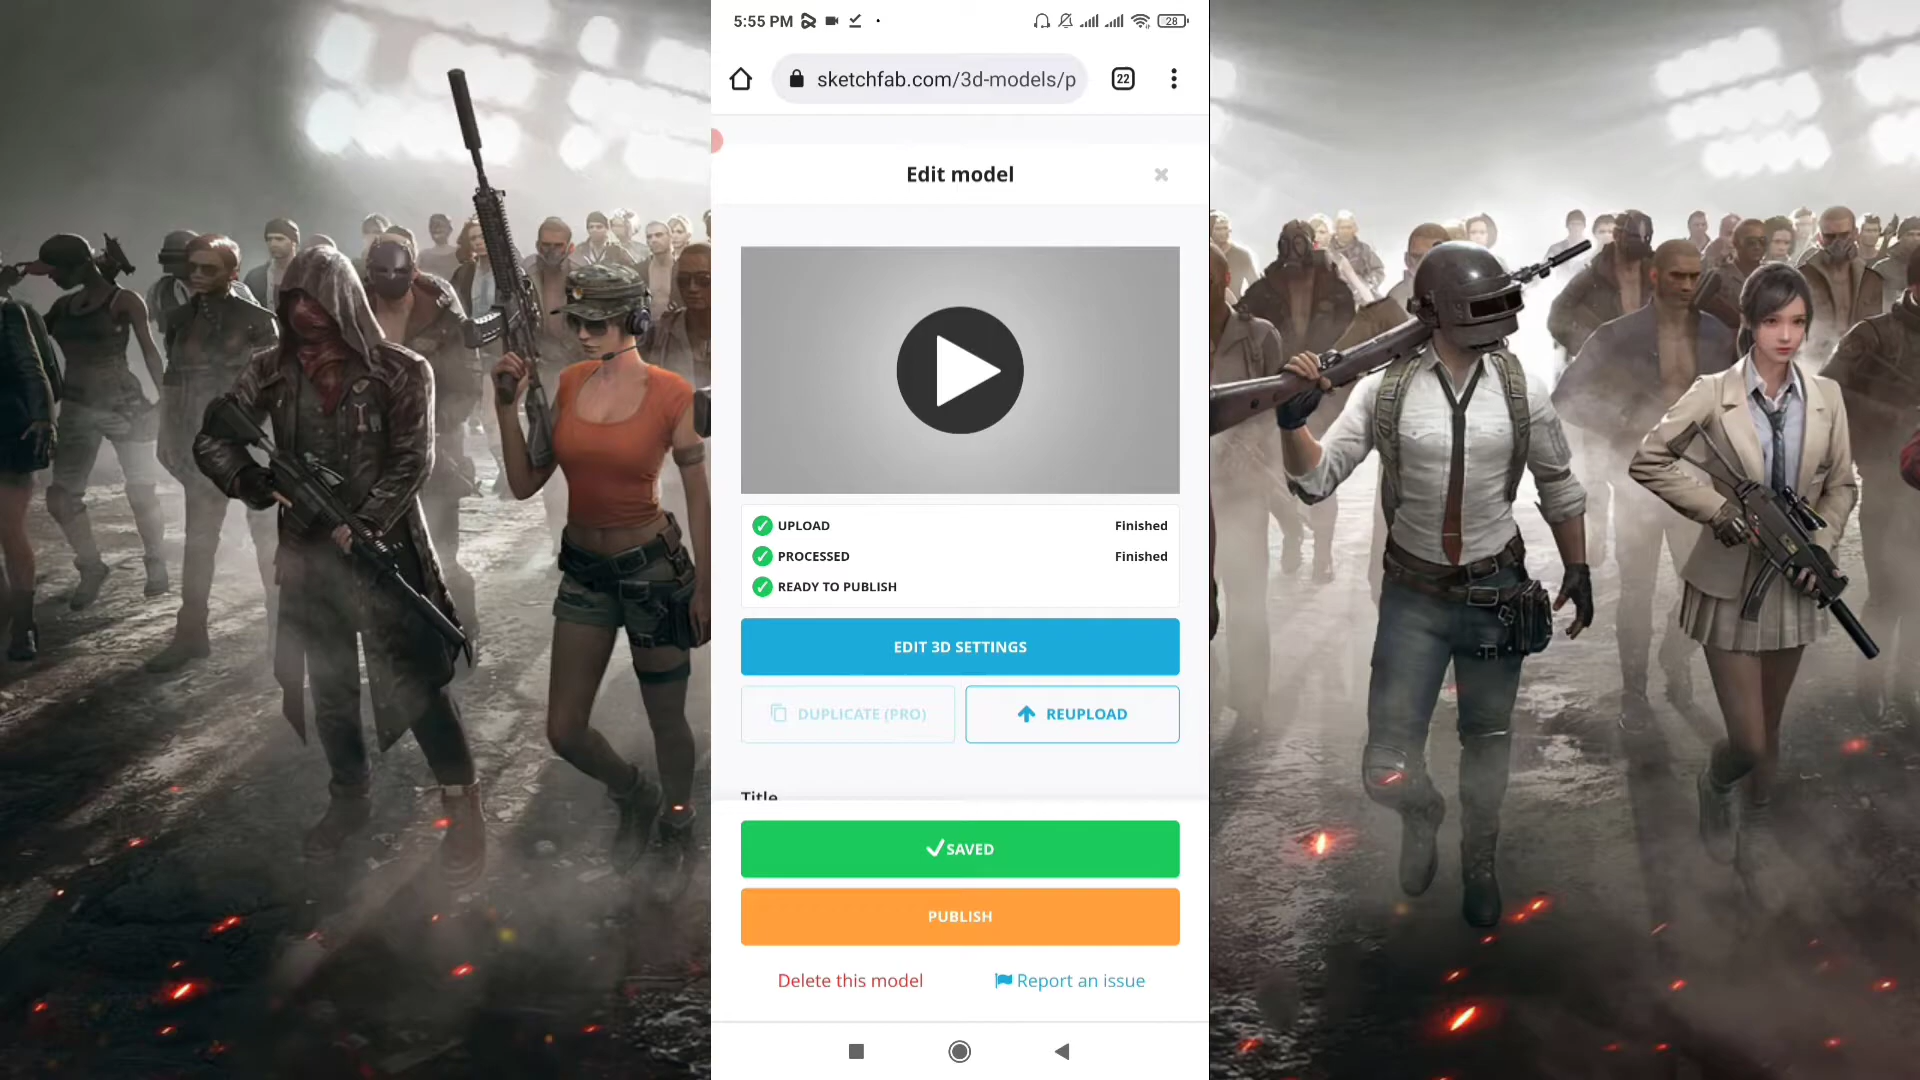 5:55 PM
28
sketchfab.com/3d-models/p
22
Edit model
UPLOAD Finished
PROCESSED Finished
READY TO PUBLISH
EDIT 3D SETTINGS
DUPLICATE (PRO)
REUPLOAD
Title
SAVED
PUBLISH
Delete this model
Report an issue